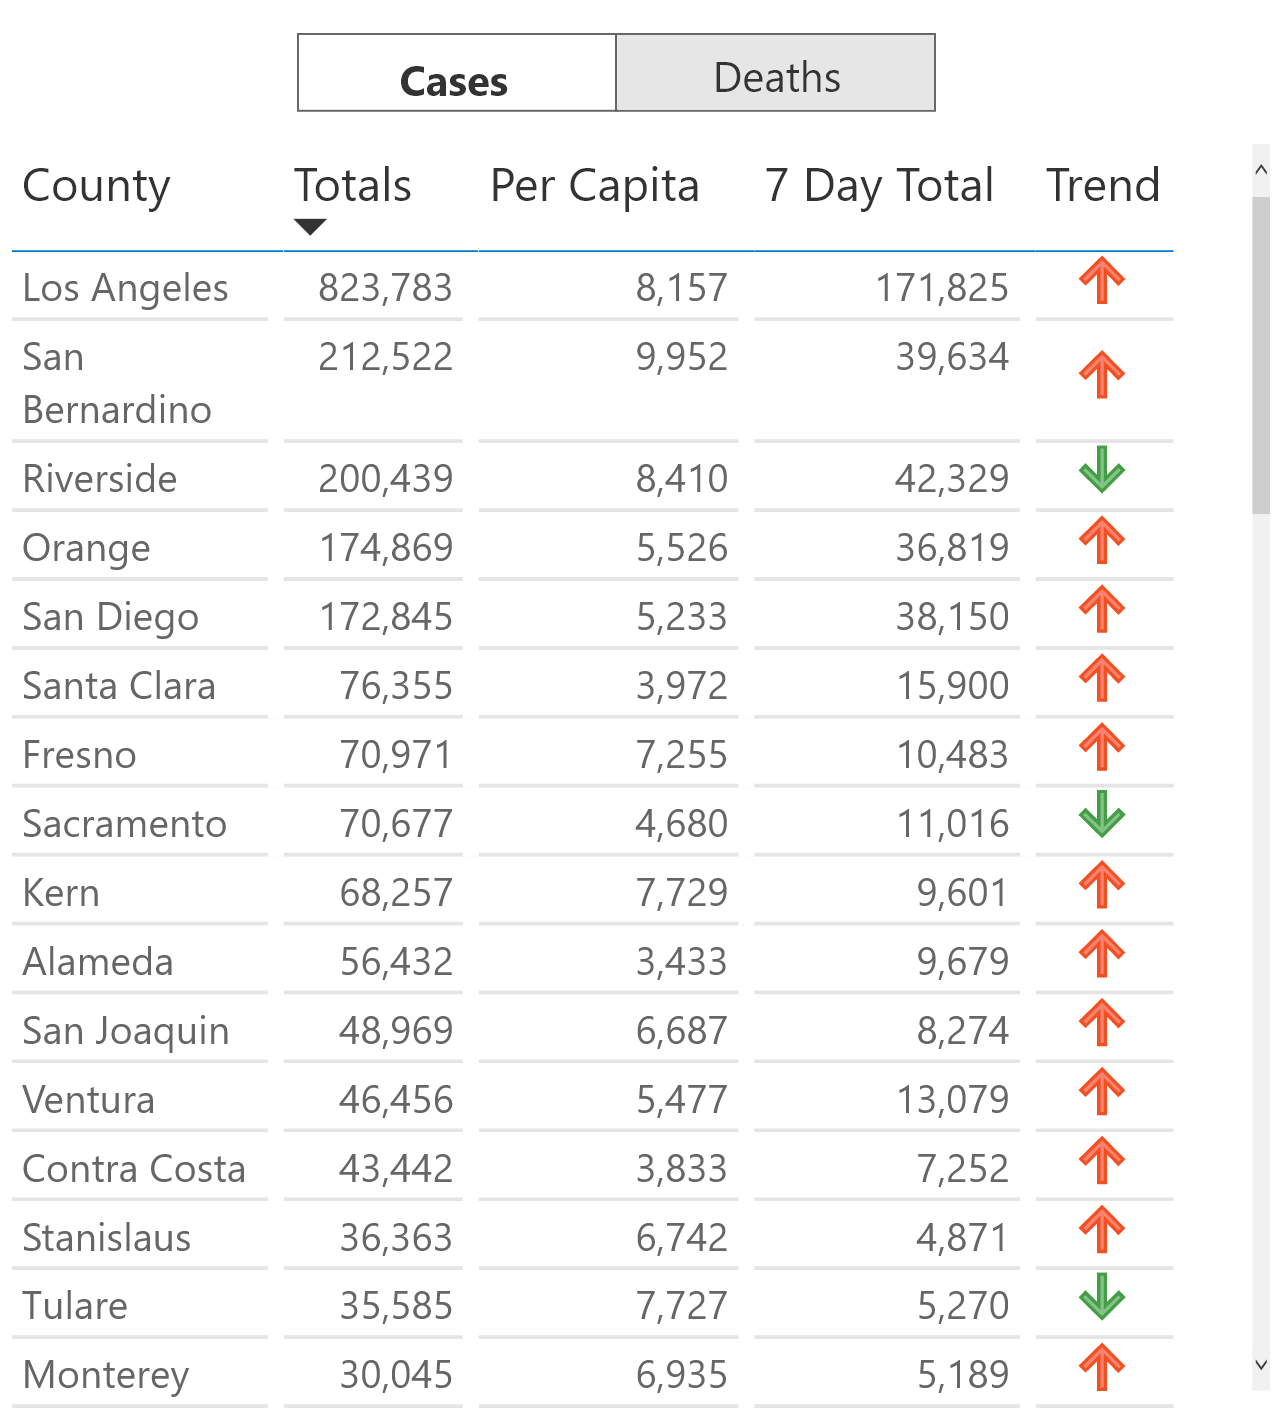 Cases Deaths
County Totals Per Capita 7 Day Total Trend
Los Angeles 823,783 8,157 171,825
San 212,522 9,952 39,634
Bernardino
Riverside 200,439 8,410 42,329
Orange 174,869 5,526 36,819
San Diego 172,845 5,233 38,150
Santa Clara 76,355 3,972 15,900
Fresno 70,971 7,255 10,483
Sacramento 70,677 4,680 11,016
Kern 68,257 7,729 9,601
Alameda 56,432 3,433 9,679
San Joaquin 48,969 6,687 8,274
Ventura 46,456 5,477 13,079
Contra Costa 43,442 3,833 7,252
Stanislaus 36,363 6,742 4,871
Tulare 35,585 7,727 5,270
Monterey 30,045 6,935 5,189